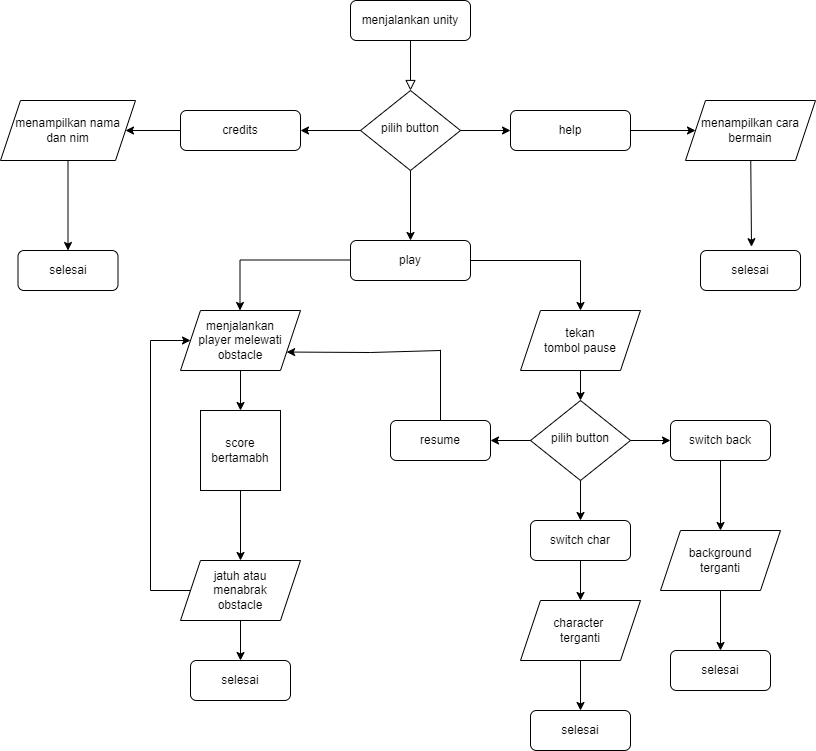 menjalankan unity
menampilkan nama
dan nim
credits
pilih button
help
menampilkan cara
bermain
selesai
play
selesai
menjalankan
player melewati
obstacle
tekan
tombol pause
score
bertamabh
resume
pilih button
switch back
switch char
background
terganti
jatuh atau
menabrak
obstacle
character
terganti
selesai
selesai
selesai